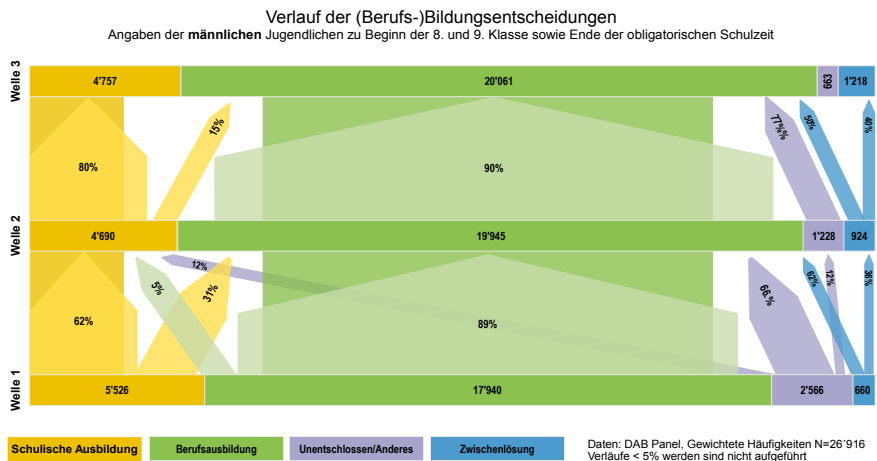 Verlauf der (Berufs-)Bildungsentscheidungen
Angaben der männlichen Jugendlichen zu Beginn der 8. und 9. Klasse sowie Ende der obligatorischen Schulzeit
Welle 3
4'757
20'061
663
1'218
80%
15%
90%
77%%
50%
40%
Welle 2
4'690
19'945
1'228
924
62%
5%
31%
12%
89%
66.%
62%
12%
36%
Welle 1
5'526
17'940
2'566
660
Schulische Ausbildung
Berufsausbildung
Unentschlossen/Anderes
Zwischenlösung
Daten: DAB Panel, Gewichtete Häufigkeiten N=26´916
Verläufe < 5% werden sind nicht aufgeführt